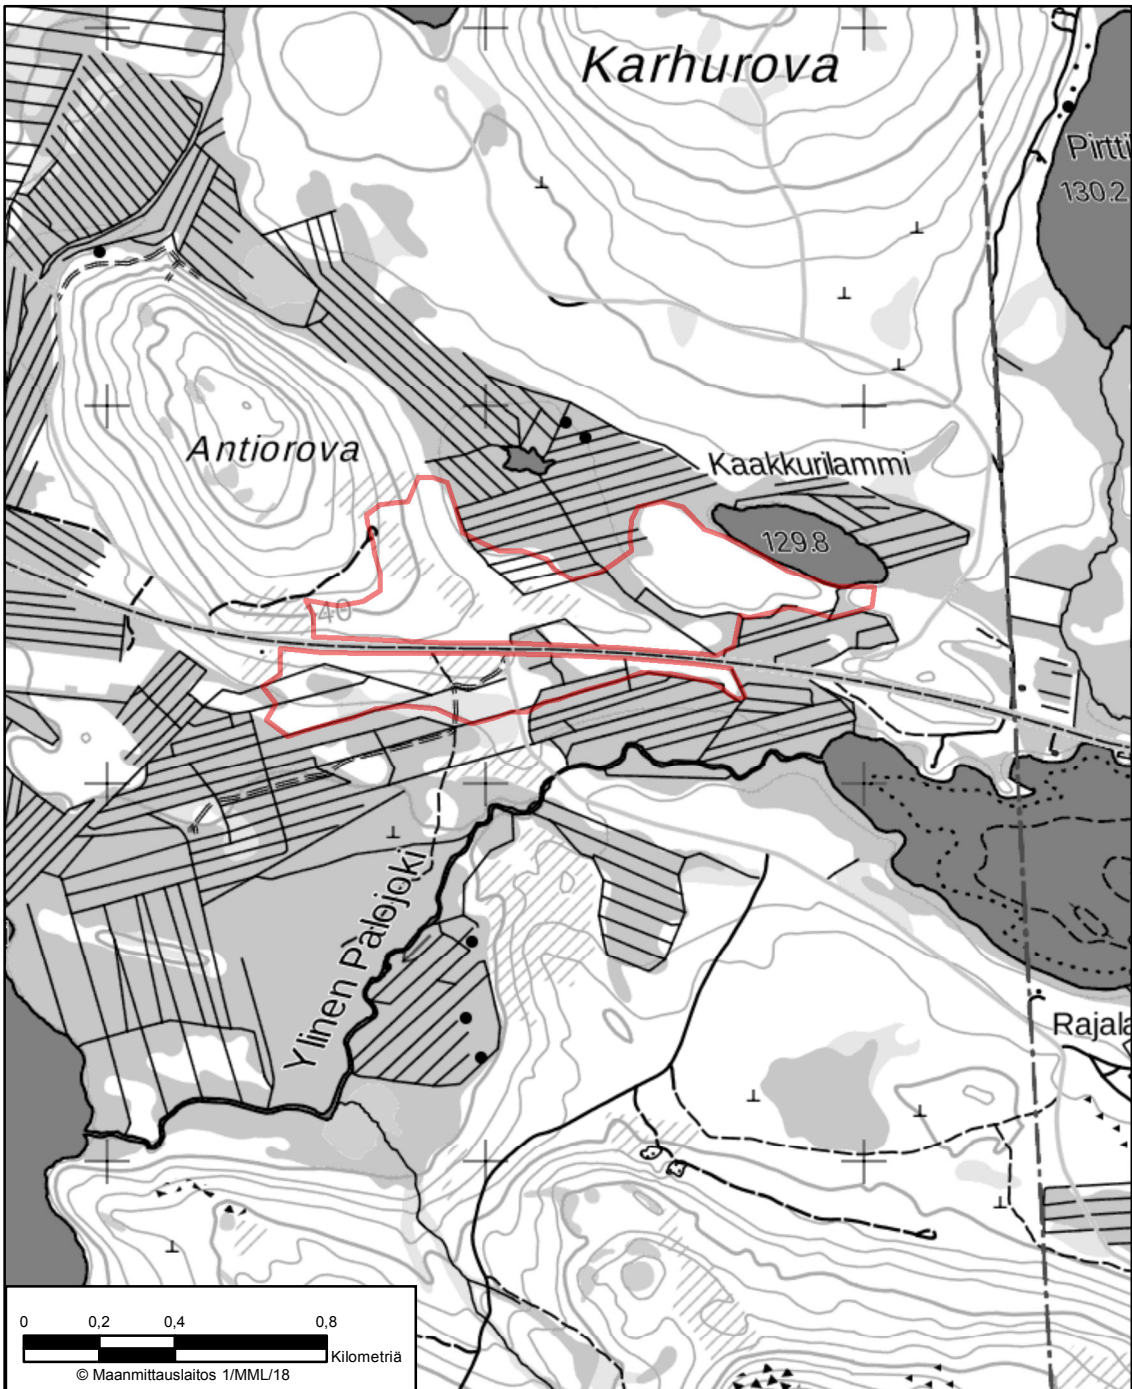 Karhurova
Pirtti
130.2
Antiorova
Kaakkurilammi
129.8
40
Ylinen Palojoki
Rajala
0 0,2 0,4 0,8
Kilometriä
© Maanmittauslaitos 1/MML/18